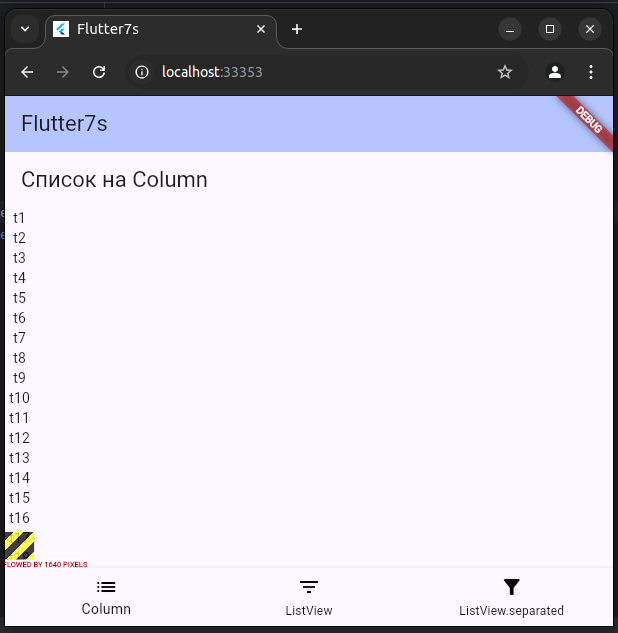 Flutter7s
localhost:33353
Flutter7s
DEBUG
Список на Column
t1
t2
t3
t4
t5
t6
t7
t8
t9
t10
t11
t12
t13
t14
t15
t16
FLOWED BY 1640 PIXELS
Column
ListView
ListView.separated